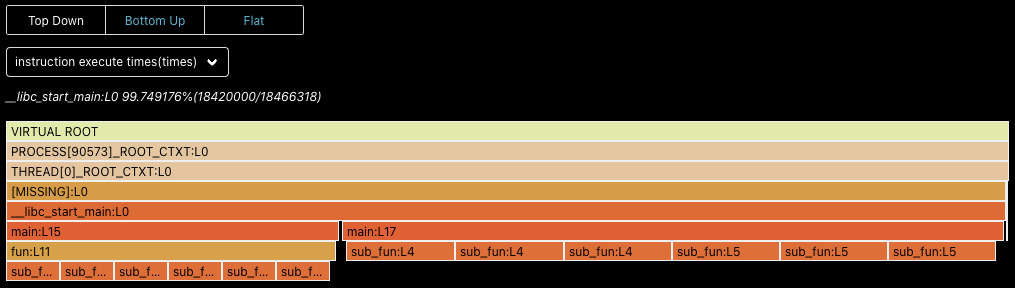 Top Down Bottom Up Flat
instruction execute times(times)
__libc_start_main:L0 99.749176%(18420000/18466318)
VIRTUAL ROOT
PROCESS[90573]_ROOT_CTXT:L0
THREAD[0]_ROOT_CTXT:L0
[MISSING]:L0
__libc_start_main:L0
main:L15 main:L17
fun:L11 sub_fun:L4 sub_fun:L4 sub_fun:L4 sub_fun:L5 sub_fun:L5 sub_fun:L5
sub_f... sub_f... sub_f... sub_f... sub_f... sub_f...